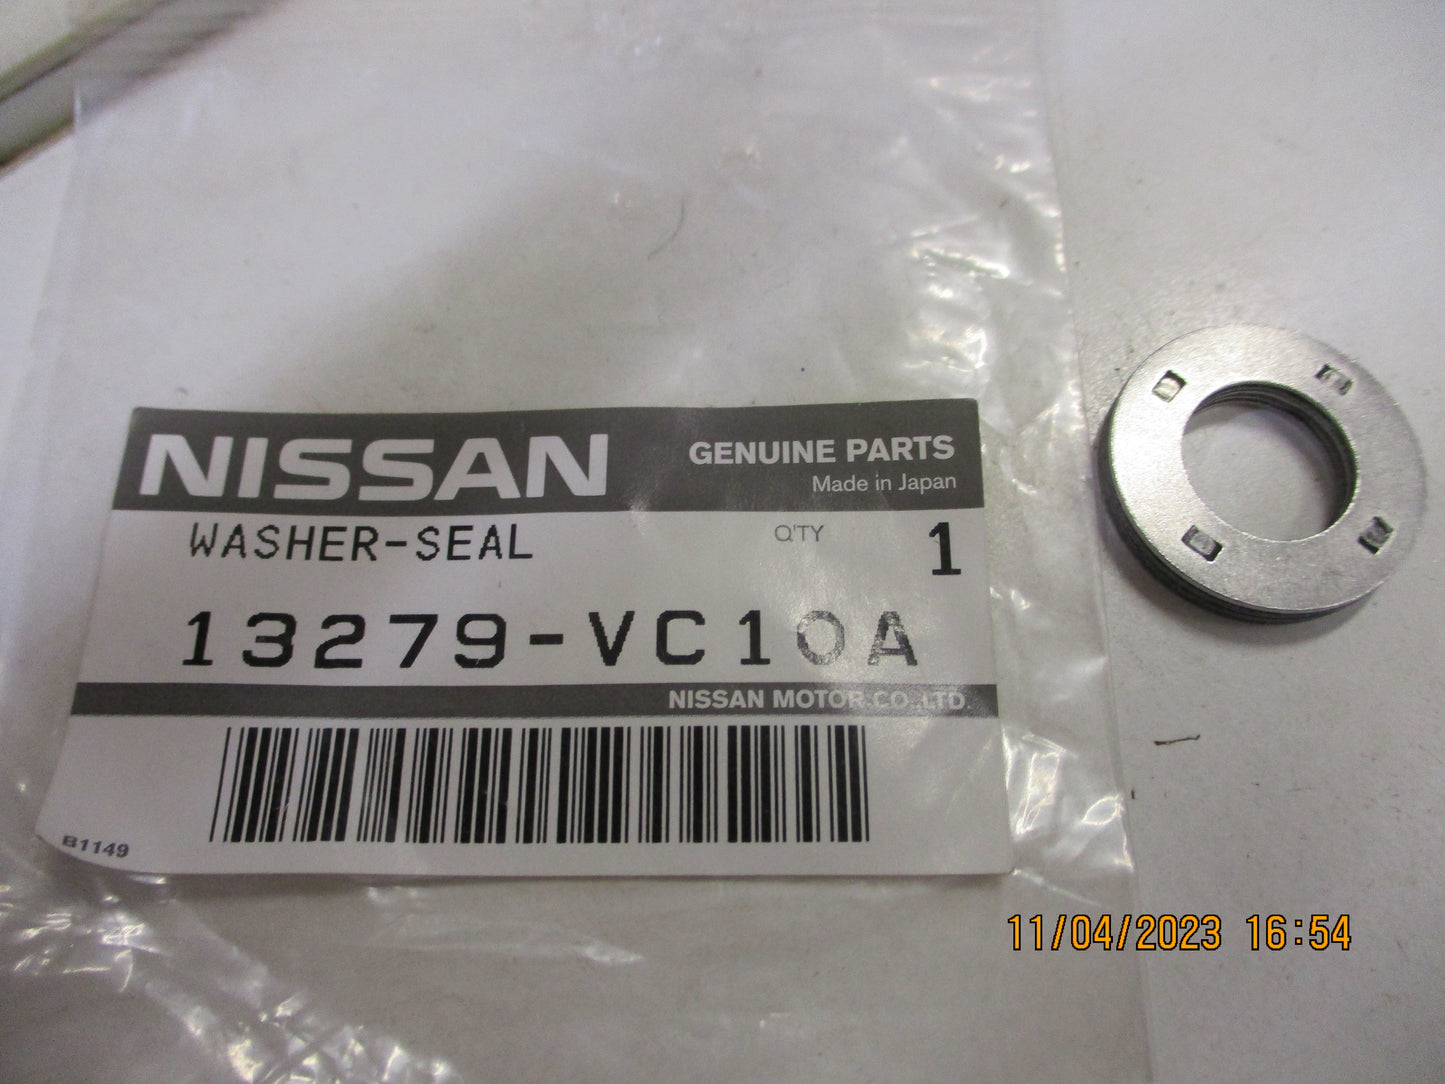 NISSAN
GENUINE PARTS
Made in Japan
WASHER-SEAL
Q'TY 1
13279-VC10A
NISSAN MOTOR CO.,LTD.
B1149
11/04/2023 16:54